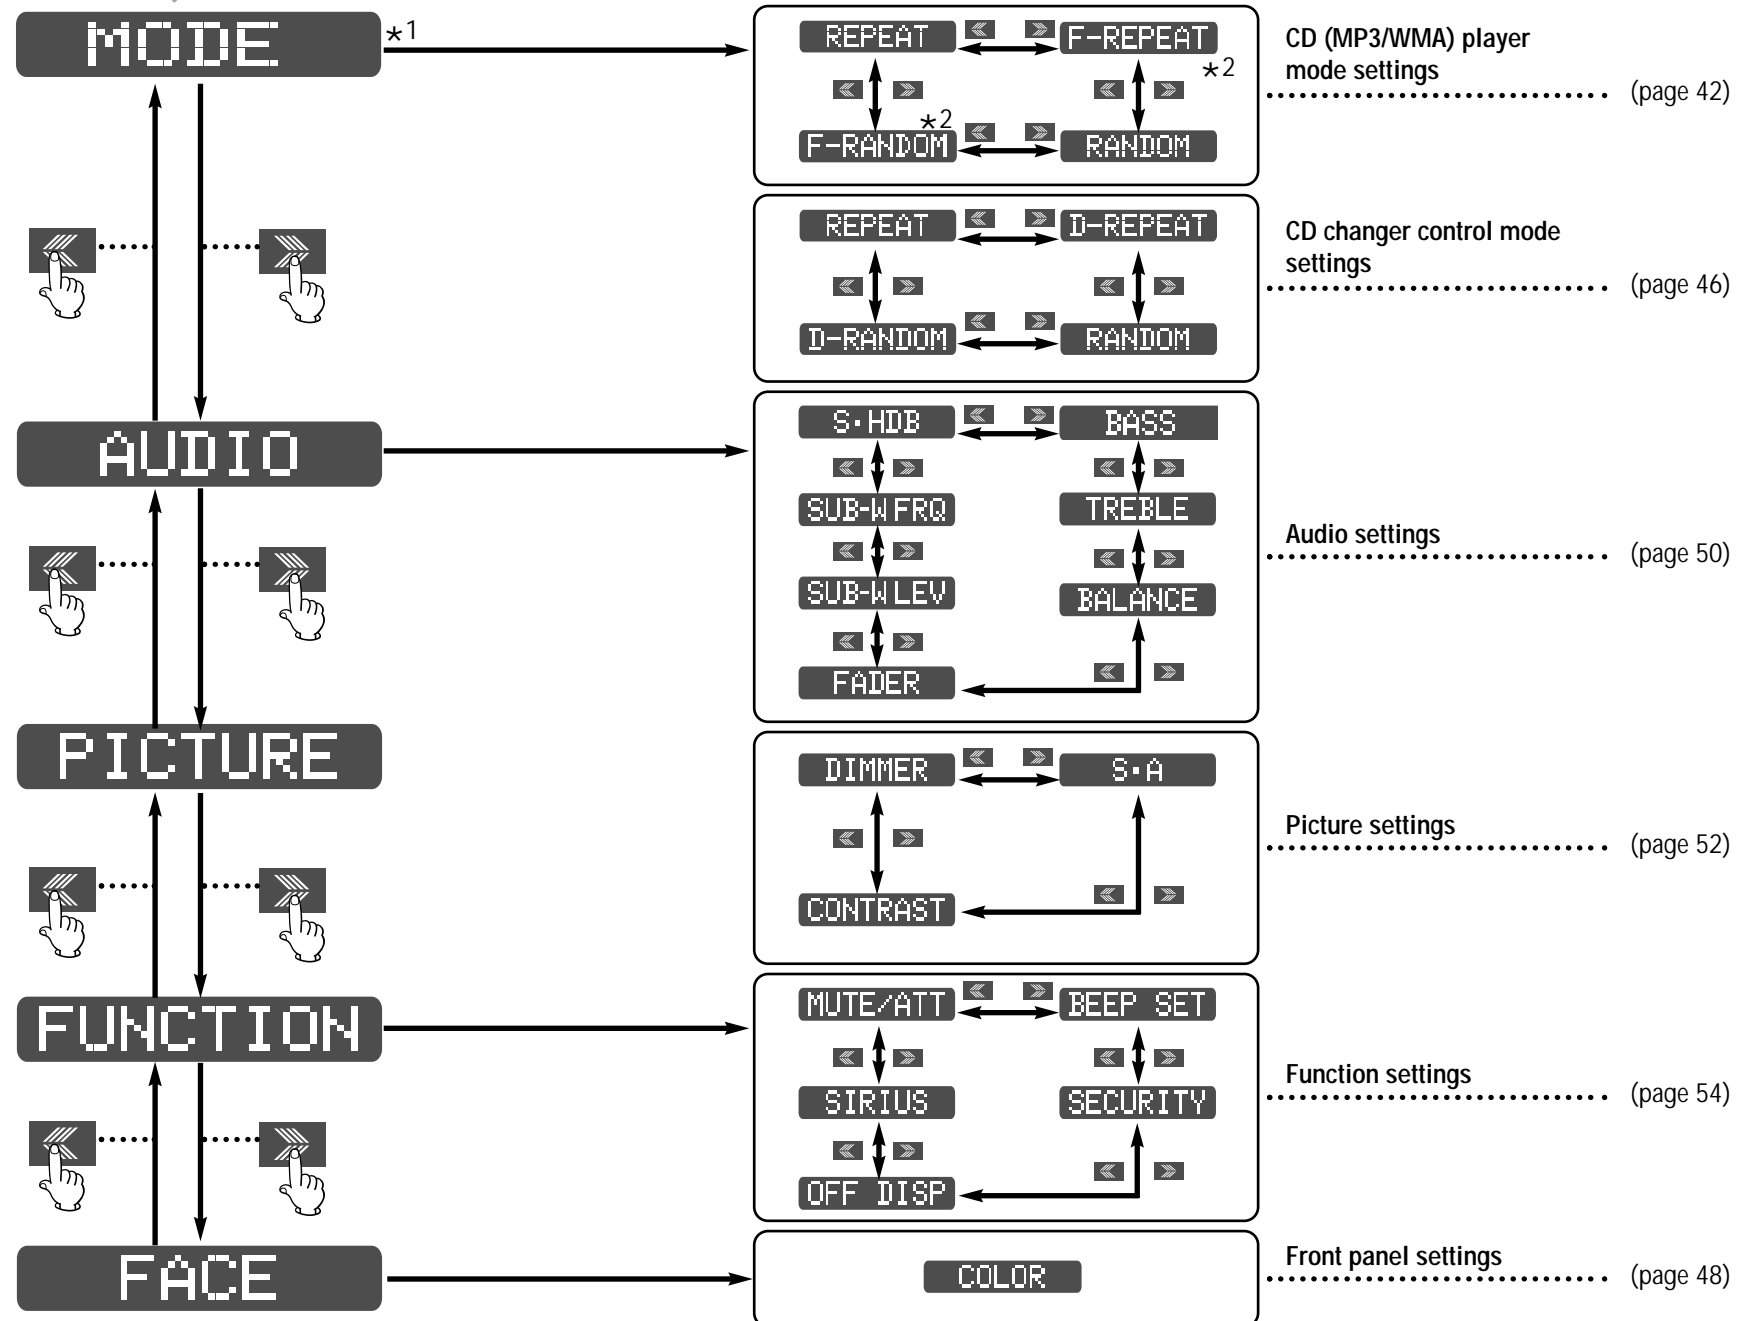 MODE *1
REPEAT F-REPEAT
*2
*2
F-RANDOM RANDOM
CD (MP3/WMA) player
mode settings
(page 42)
REPEAT D-REPEAT
D-RANDOM RANDOM
CD changer control mode
settings
(page 46)
AUDIO
S•HDB BASS
SUB-W FRQ TREBLE
SUB-W LEV BALANCE
FADER
Audio settings
(page 50)
PICTURE
DIMMER S•A
CONTRAST
Picture settings
(page 52)
FUNCTION
MUTE/ATT BEEP SET
SIRIUS SECURITY
OFF DISP
Function settings
(page 54)
FACE
COLOR
Front panel settings
(page 48)